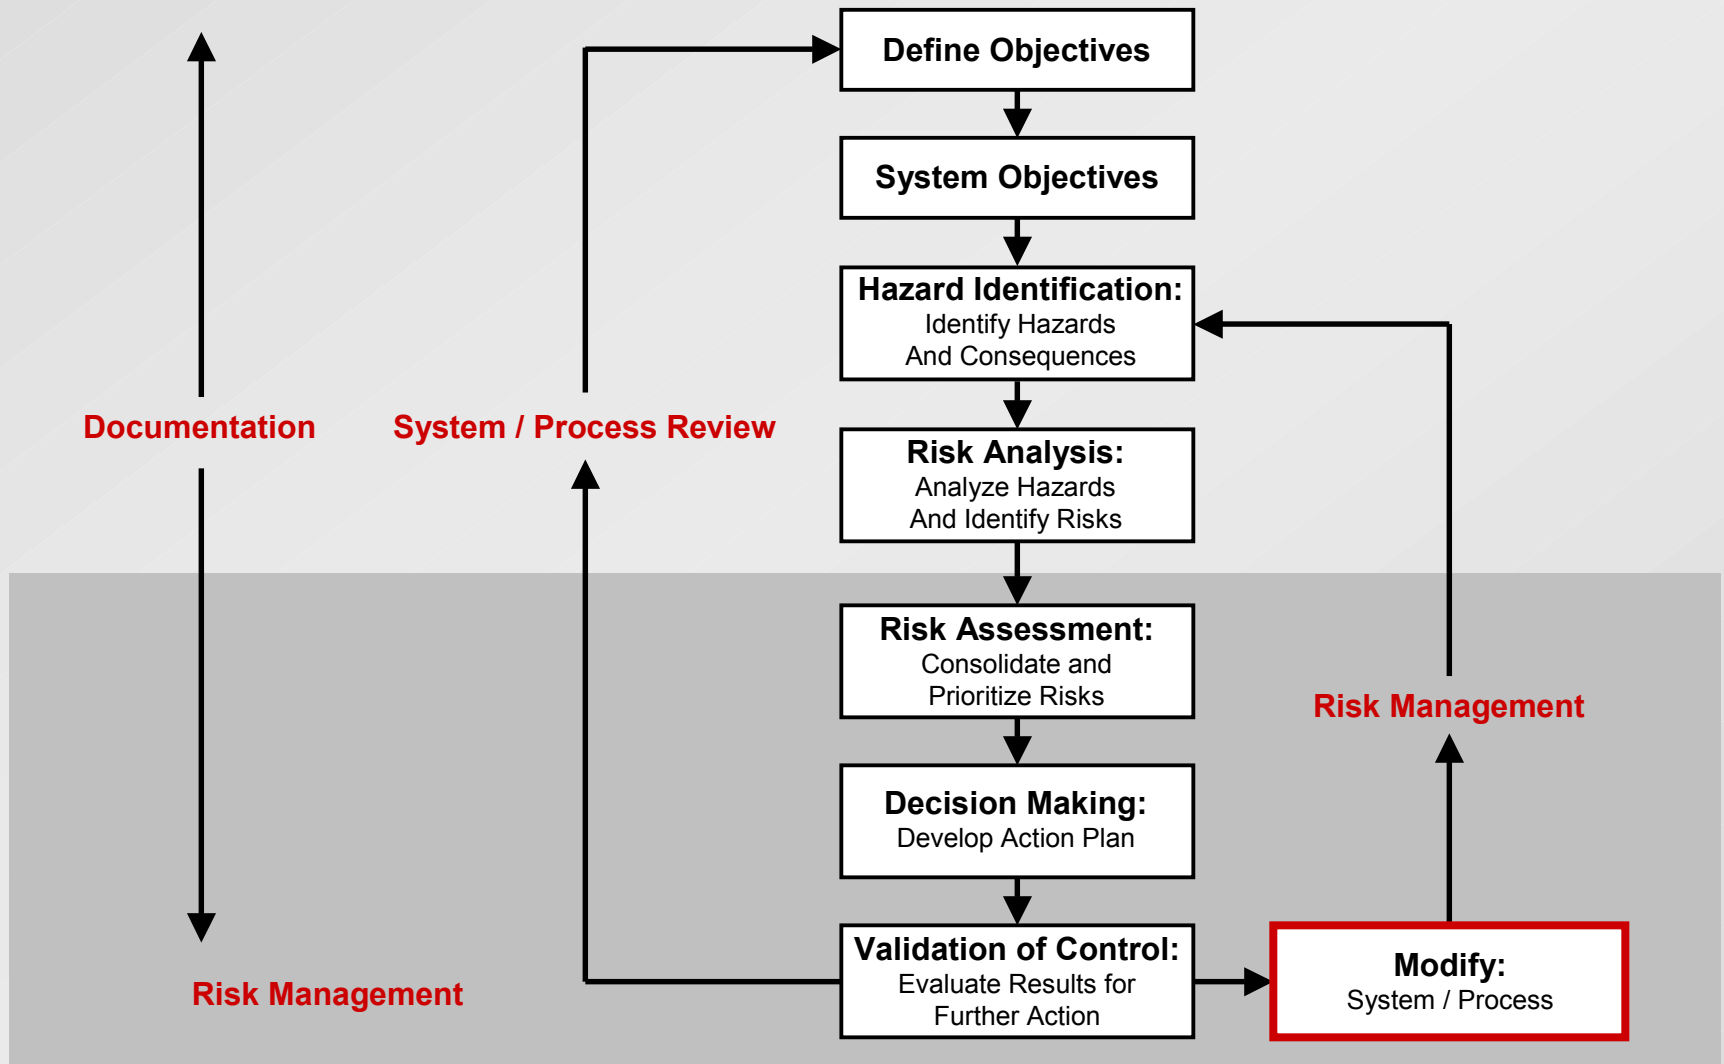 Define Objectives
System Objectives
Hazard Identification:
Identify Hazards
And Consequences
Documentation
System / Process Review
Risk Analysis:
Analyze Hazards
And Identify Risks
Risk Assessment:
Consolidate and
Prioritize Risks
Risk Management
Decision Making:
Develop Action Plan
Validation of Control:
Evaluate Results for
Further Action
Modify:
System / Process
Risk Management